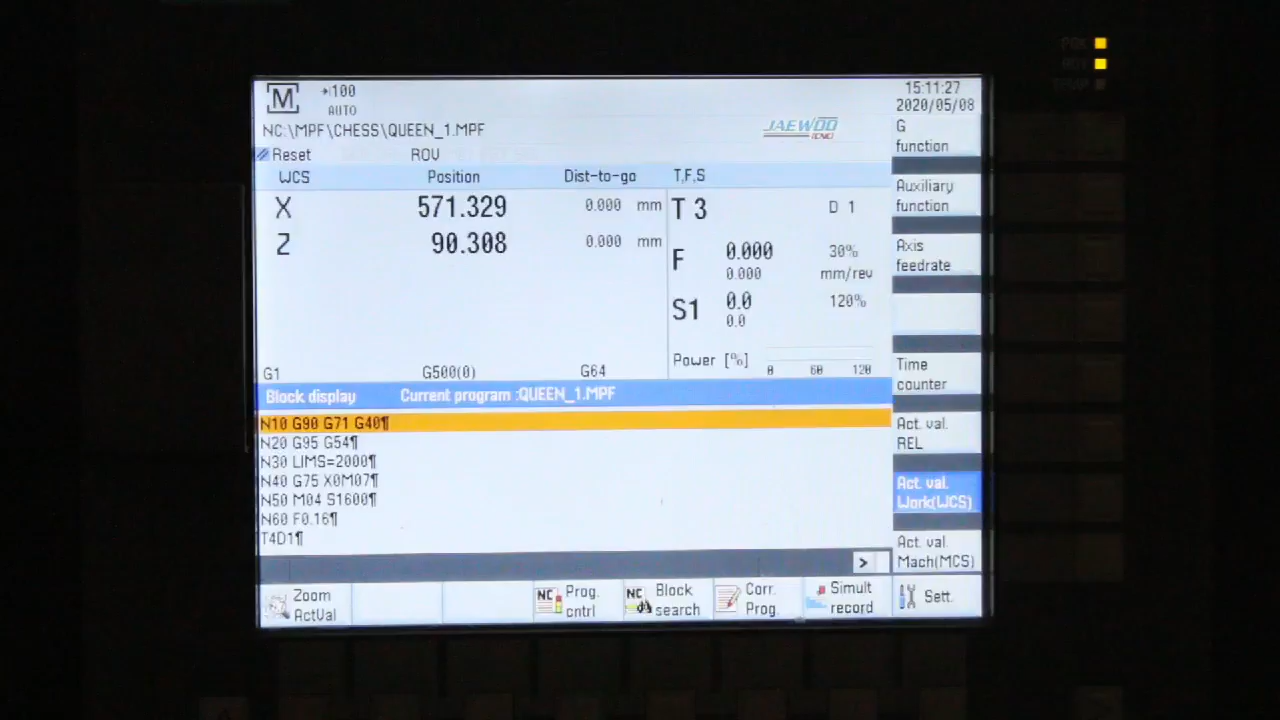 M →|100
AUTO
NC:\MPF\CHESS\QUEEN_1.MPF
JAEWOO
CNC
15:11:27
2020/05/08
Reset ROV
WCS Position Dist-to-go T,F,S
X 571.329 0.000 mm T 3 D 1
Z 90.308 0.000 mm
F 0.000 30%
0.000 mm/rev
S1 0.0 120%
0.0
Power [%] 0 60 120
G1 G500(0) G64
Block display Current program :QUEEN_1.MPF
N10 G90 G71 G40¶
N20 G95 G54¶
N30 LIMS=2000¶
N40 G75 X0M07¶
N50 M04 S1600¶
N60 F0.16¶
T4D1¶
G
function
Auxiliary
function
Axis
feedrate
Time
counter
Act. val.
REL
Act. val.
Work(WCS)
Act. val.
Mach(MCS)
>
Zoom
ActVal
NC Prog.
cntrl
NC Block
search
Corr.
Prog.
Simult
record
Sett.